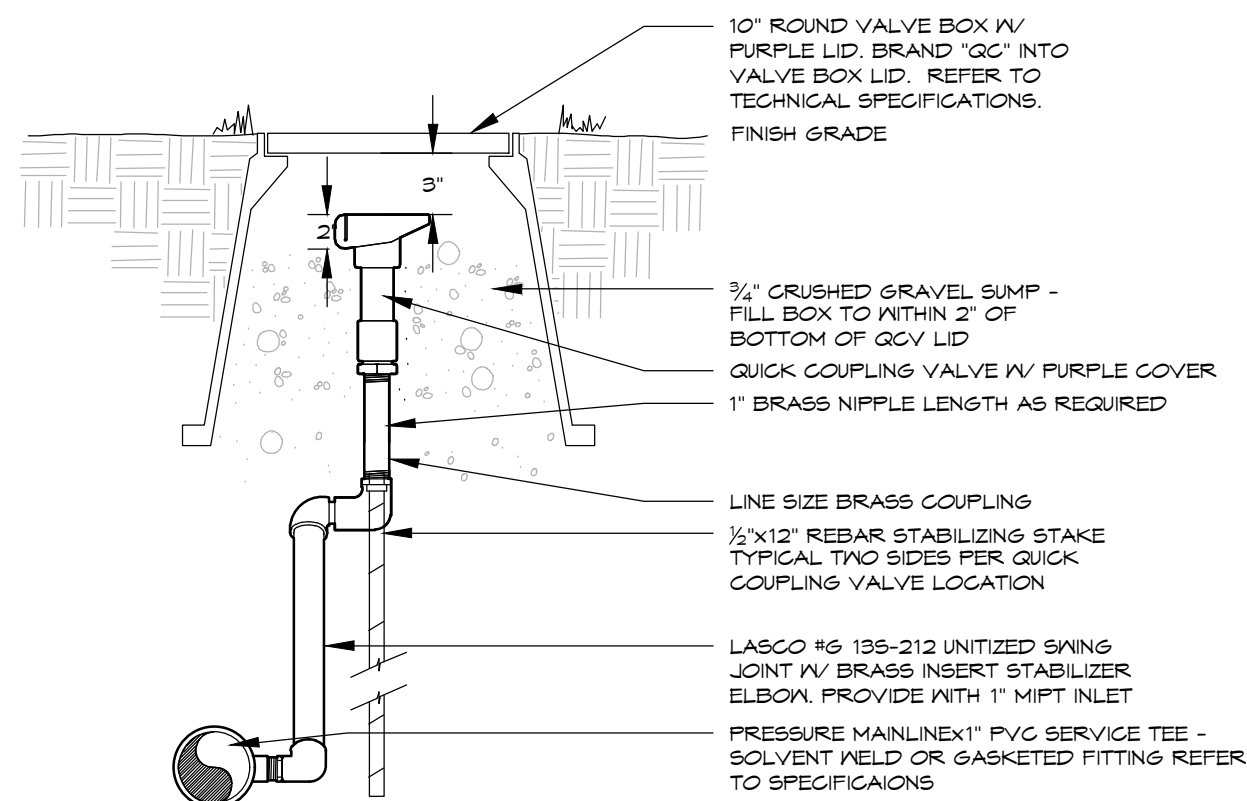 10" ROUND VALVE BOX W/
PURPLE LID. BRAND "QC" INTO
VALVE BOX LID. REFER TO
TECHNICAL SPECIFICATIONS.
FINISH GRADE
3"
2"
3/4" CRUSHED GRAVEL SUMP -
FILL BOX TO WITHIN 2" OF
BOTTOM OF QCV LID
QUICK COUPLING VALVE W/ PURPLE COVER
1" BRASS NIPPLE LENGTH AS REQUIRED
LINE SIZE BRASS COUPLING
1/2"x12" REBAR STABILIZING STAKE
TYPICAL TWO SIDES PER QUICK
COUPLING VALVE LOCATION
LASCO #G 13S-212 UNITIZED SWING
JOINT W/ BRASS INSERT STABILIZER
ELBOW. PROVIDE WITH 1" MIPT INLET
PRESSURE MAINLINEx1" PVC SERVICE TEE -
SOLVENT WELD OR GASKETED FITTING REFER
TO SPECIFICAIONS